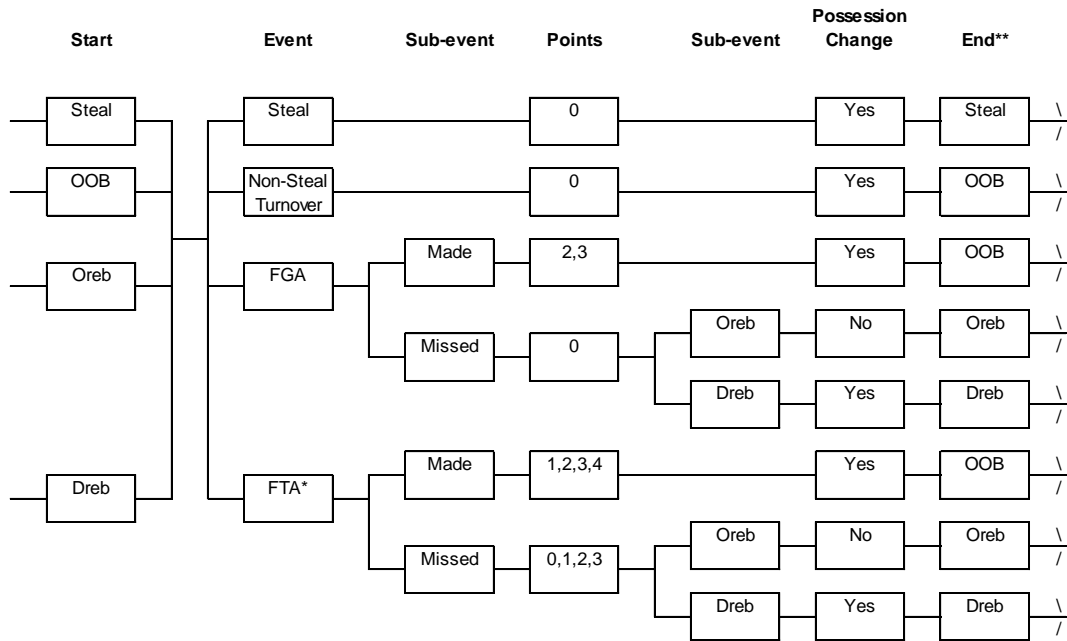 Possession
Start Event Sub-event Points Sub-event Change End**
Steal Steal 0 Yes Steal \
/
OOB Non-Steal 0 Yes OOB \
Turnover /
Made 2,3 Yes OOB \
/
Oreb FGA
Oreb No Oreb \
Missed 0 /
Dreb Yes Dreb \
/
Made 1,2,3,4 Yes OOB \
/
Dreb FTA*
Oreb No Oreb \
Missed 0,1,2,3 /
Dreb Yes Dreb \
/